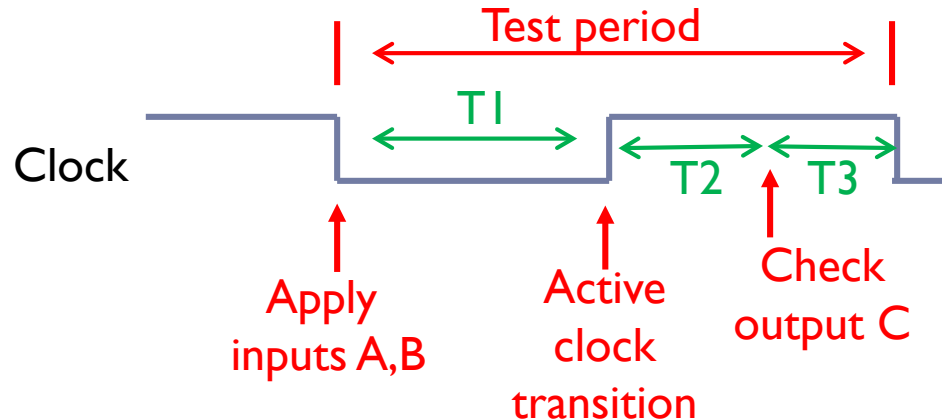 Test period
T1
Clock
T2
T3
Apply
inputs A,B
Active
clock
transition
Check
output C